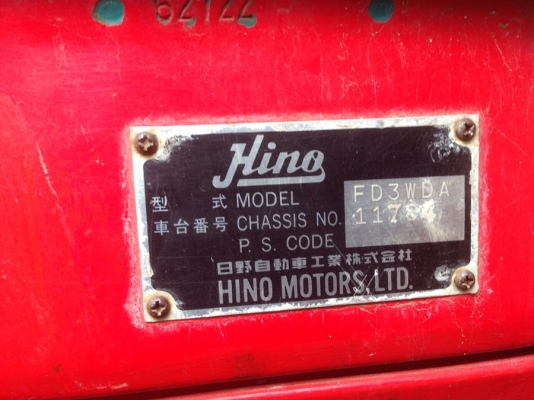 Hino
型 式 MODEL FD3WDA
車台番号 CHASSIS NO.
P. S. CODE
日野自動車工業株式会社
HINO MOTORS, LTD.